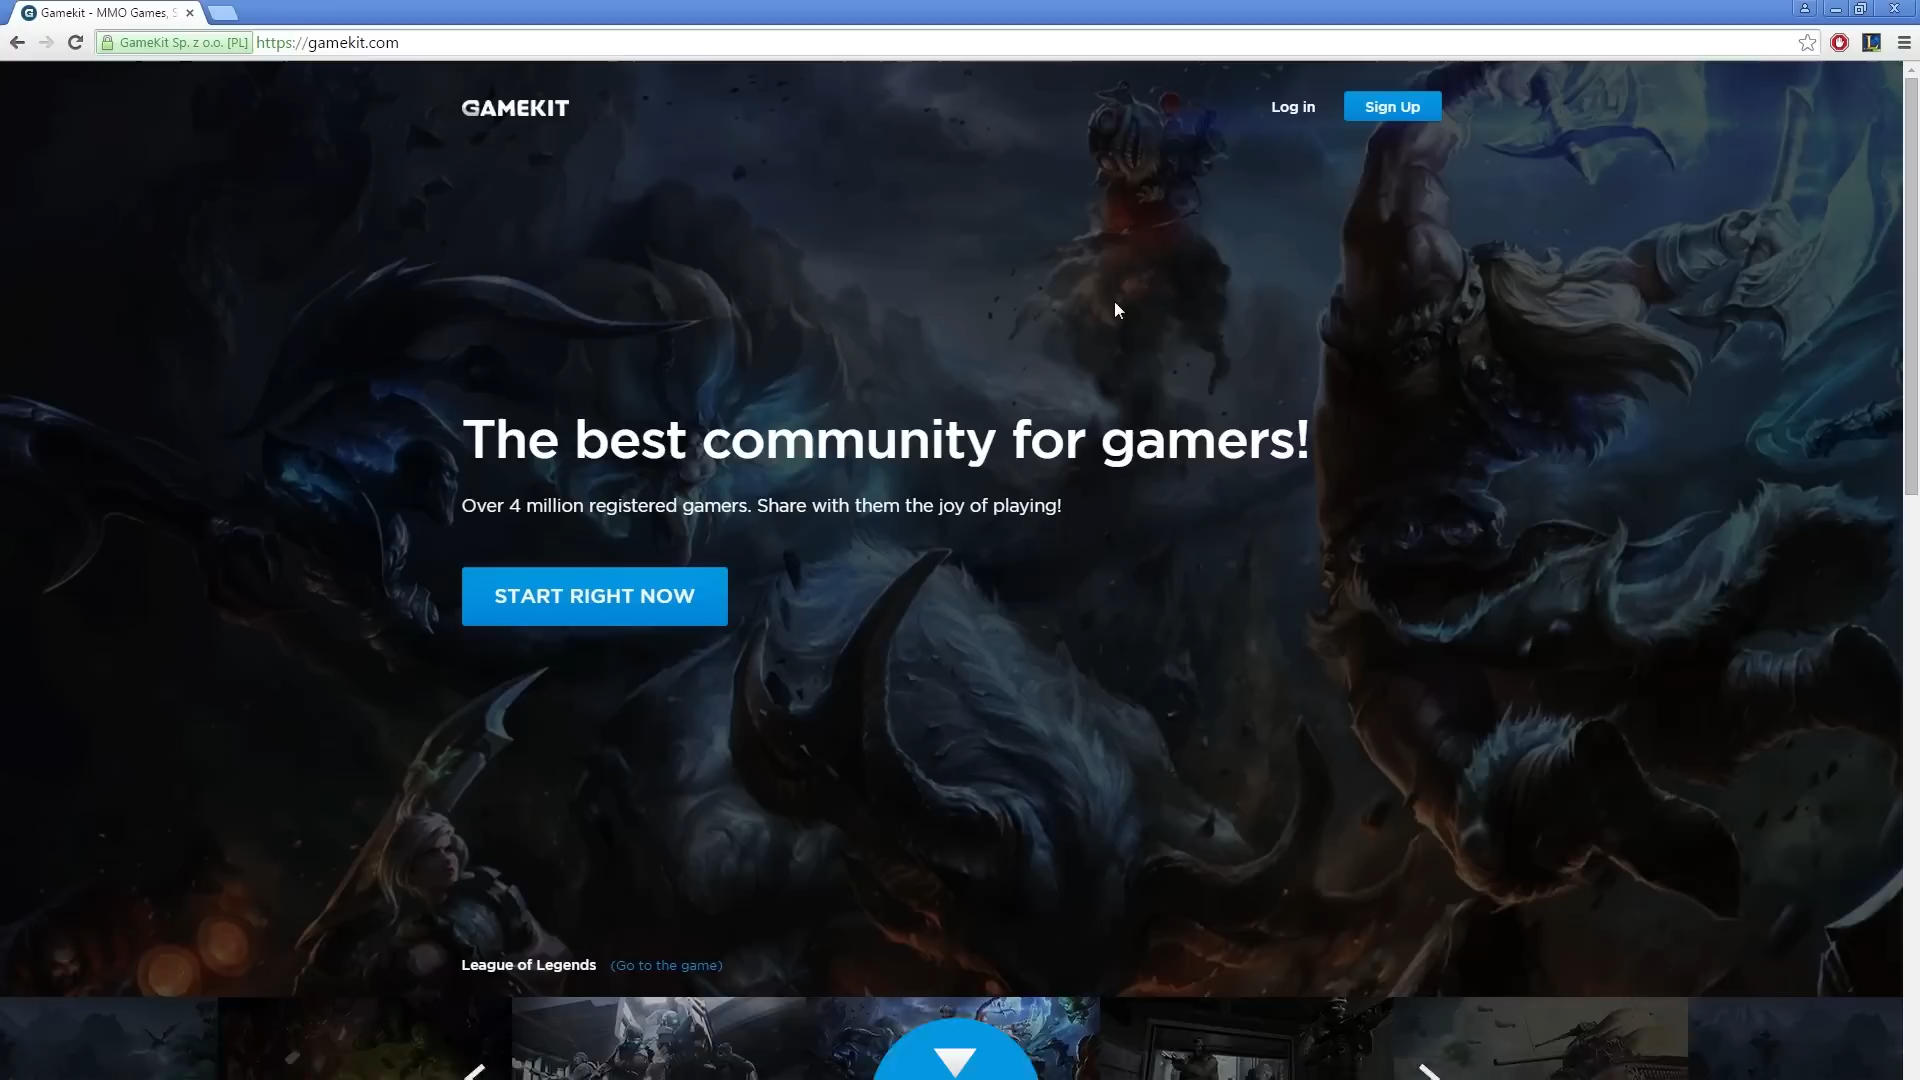 Gamekit - MMO Games, S
GameKit Sp. z o.o. [PL] https://gamekit.com
GAMEKIT
Log in
Sign Up
The best community for gamers!
Over 4 million registered gamers. Share with them the joy of playing!
START RIGHT NOW
League of Legends (Go to the game)